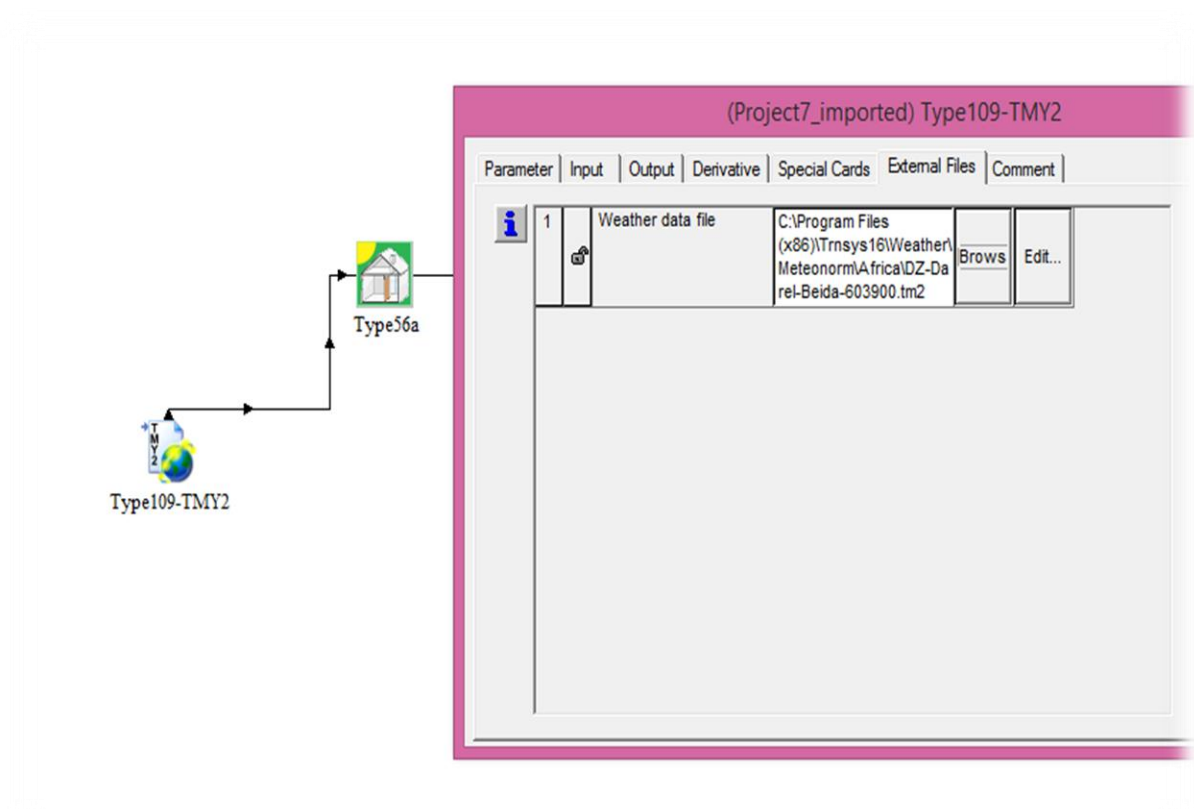 (Project7_imported) Type109-TMY2
Parameter Input Output Derivative Special Cards External Files Comment
i 1 Weather data file C:\Program Files
(x86)\Trnsys16\Weather\
Meteonorm\Africa\DZ-Da
rel-Beida-603900.tm2
Brows Edit...
Type56a
TMY2
Type109-TMY2